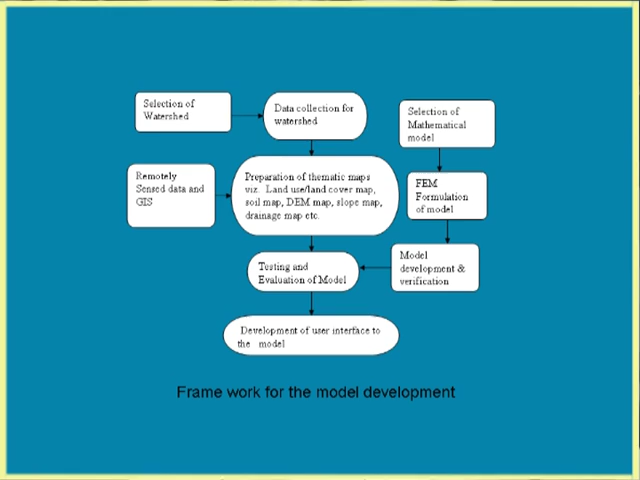 Selection of
Watershed
Data collection for
watershed
Selection of
Mathematical
model
Remotely
Sensed data and
GIS
Preparation of thematic maps
viz. Land use/land cover map,
soil map, DEM map, slope map,
drainage map etc.
FEM
Formulation
of model
Testing and
Evaluation of Model
Model
development &
verification
Development of user interface to
the model
Frame work for the model development